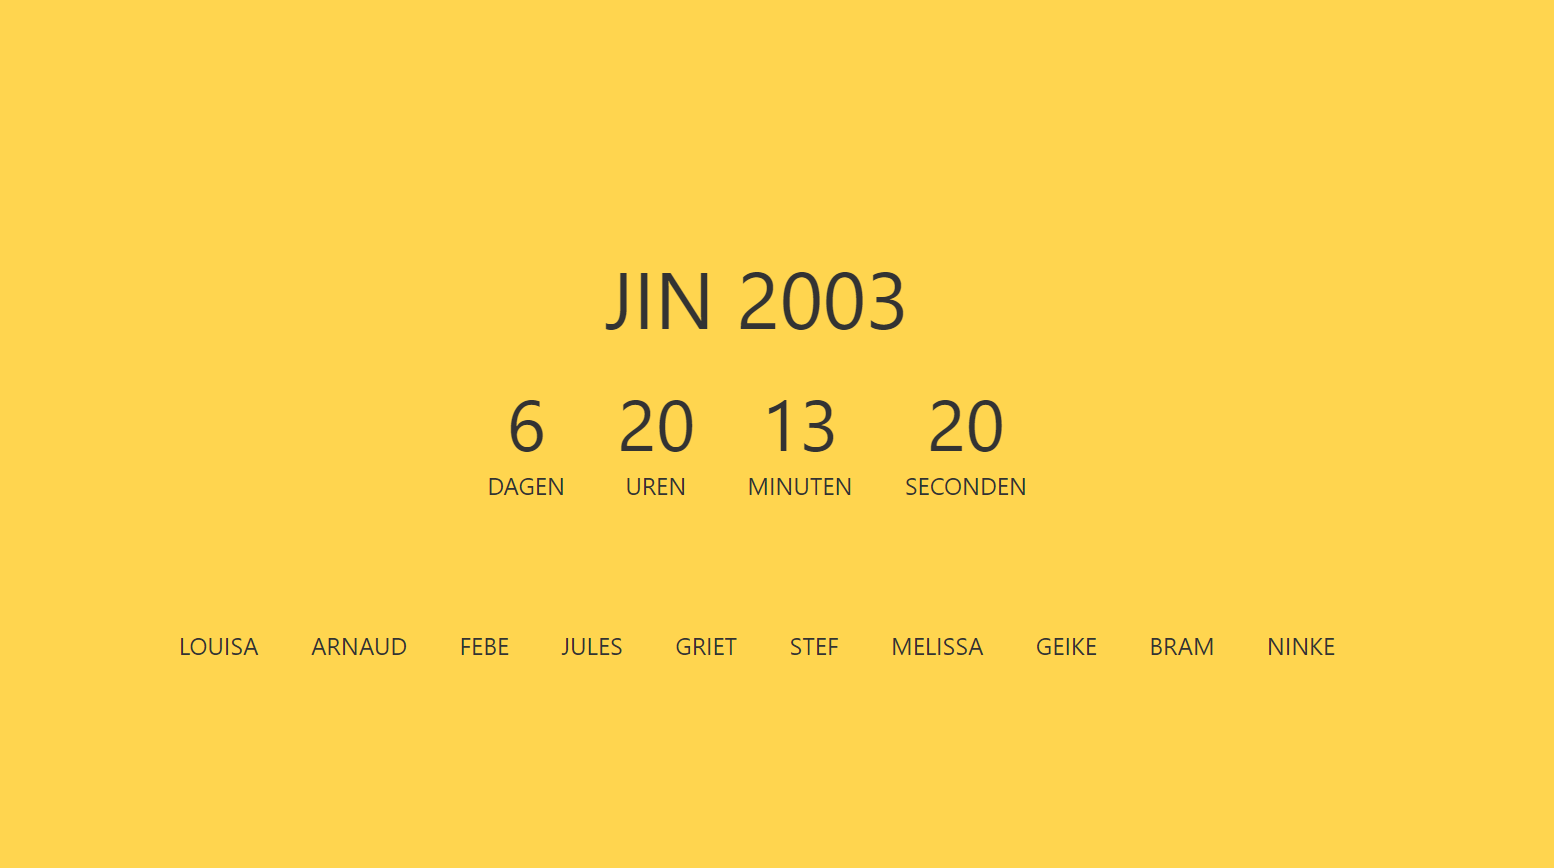 JIN 2003
6 20 13 20
DAGEN UREN MINUTEN SECONDEN
LOUISA ARNAUD FEBE JULES GRIET STEF MELISSA GEIKE BRAM NINKE